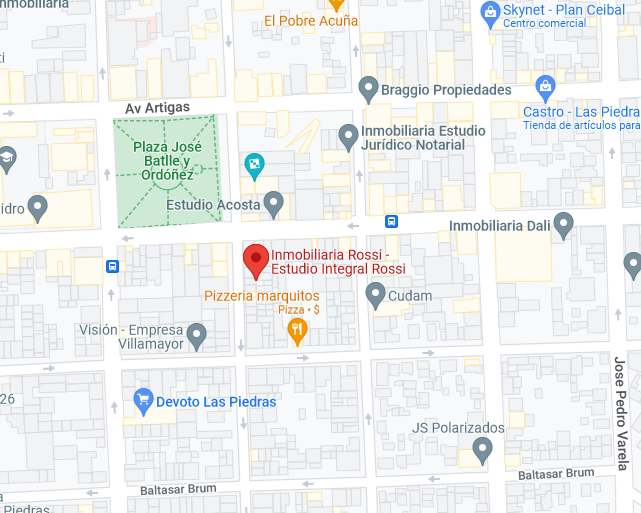 Inmobiliaria
El Pobre Acuña
Skynet - Plan Ceibal
Centro comercial
Braggio Propiedades
Av Artigas
Castro - Las Piedra
Tienda de artículos para
Plaza José
Batlle y
Ordóñez
Inmobiliaria Estudio
Jurídico Notarial
idro
Estudio Acosta
Inmobiliaria Dali
Inmobiliaria Rossi -
Estudio Integral Rossi
Pizzeria marquitos
Pizza • $
Cudam
Visión - Empresa
Villamayor
26
Devoto Las Piedras
Jose Pedro Varela
JS Polarizados
Baltasar Brum
Baltasar Brum
a
Piedras